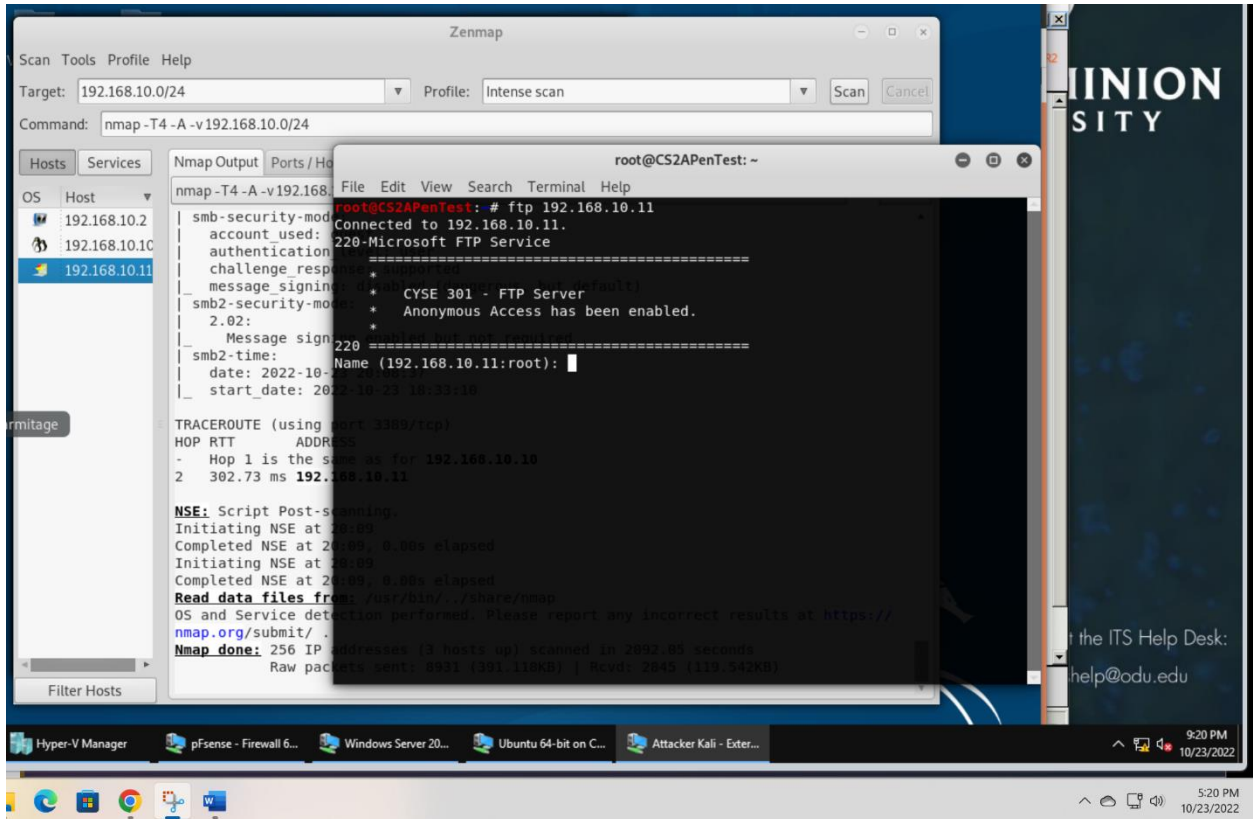 Zenmap
Scan Tools Profile Help
Target: 192.168.10.0/24 Profile: Intense scan Scan Cancel
Command: nmap -T4 -A -v 192.168.10.0/24
Hosts Services Nmap Output Ports / Ho
nmap -T4 -A -v 192.168.
OS Host
192.168.10.2
192.168.10.10
192.168.10.11
| smb-security-mode
| account_used:
| authentication
| challenge_response: supported
|_ message_signing: disabled (dangerous, but default)
| smb2-security-mode:
| 2.02:
|_ Message signing enabled but not required
| smb2-time:
| date: 2022-10-23
|_ start_date: 2022-10-23 18:33:18
TRACEROUTE (using port 3389/tcp)
HOP RTT ADDRESS
- Hop 1 is the same as for 192.168.10.10
2 302.73 ms 192.168.10.11
NSE: Script Post-scanning.
Initiating NSE at 20:09
Completed NSE at 20:09, 0.00s elapsed
Initiating NSE at 20:09
Completed NSE at 20:09, 0.00s elapsed
Read data files from: /usr/bin/../share/nmap
OS and Service detection performed. Please report any incorrect results at https://
nmap.org/submit/ .
Nmap done: 256 IP addresses (3 hosts up) scanned in 2092.85 seconds
Raw packets sent: 8931 (391.118KB) | Rcvd: 2845 (119.542KB)
Filter Hosts
root@CS2APenTest: ~
File Edit View Search Terminal Help
root@CS2APenTest:~# ftp 192.168.10.11
Connected to 192.168.10.11.
220-Microsoft FTP Service
=============================================
*
* CYSE 301 - FTP Server
* Anonymous Access has been enabled.
*
220 =============================================
Name (192.168.10.11:root):
rmitage
R2
MINION
SITY
t the ITS Help Desk:
help@odu.edu
Hyper-V Manager pFsense - Firewall 6... Windows Server 20... Ubuntu 64-bit on C... Attacker Kali - Exter...
9:20 PM
10/23/2022
5:20 PM
10/23/2022